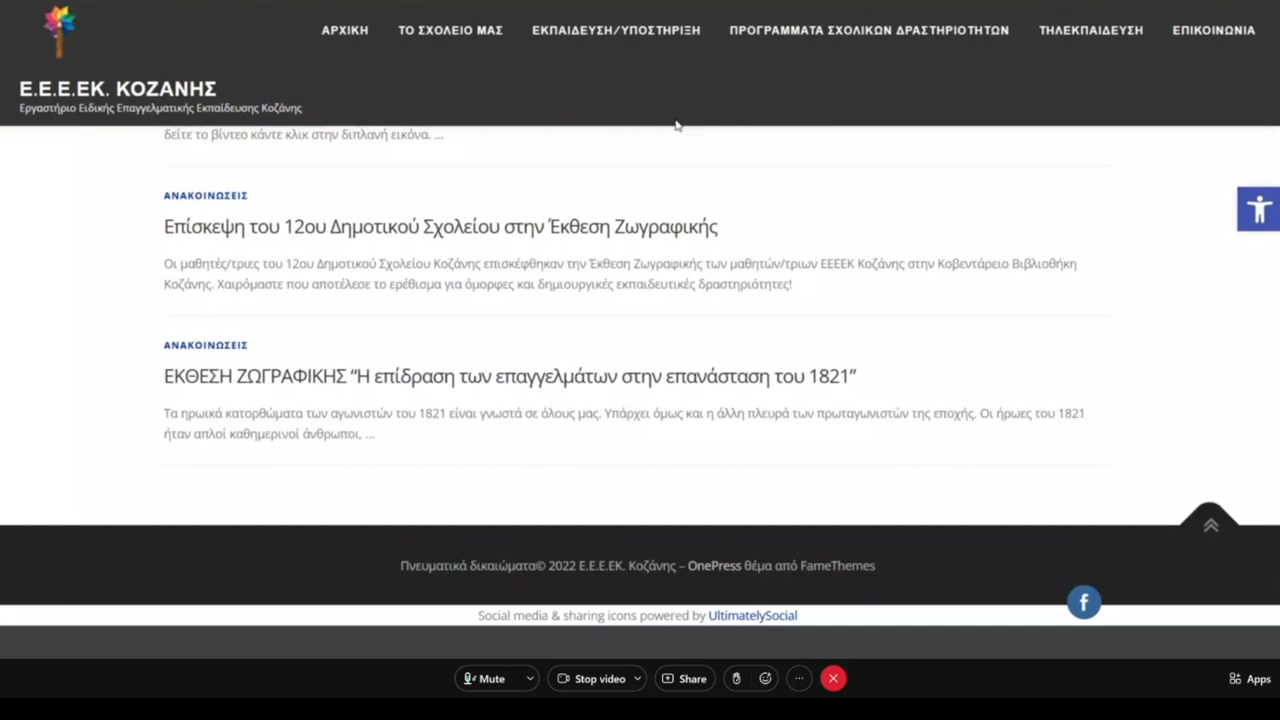 ΑΡΧΙΚΗ ΤΟ ΣΧΟΛΕΙΟ ΜΑΣ ΕΚΠΑΙΔΕΥΣΗ/ΥΠΟΣΤΗΡΙΞΗ ΠΡΟΓΡΑΜΜΑΤΑ ΣΧΟΛΙΚΩΝ ΔΡΑΣΤΗΡΙΟΤΗΤΩΝ ΤΗΛΕΚΠΑΙΔΕΥΣΗ ΕΠΙΚΟΙΝΩΝΙΑ
Ε.Ε.Ε.ΕΚ. ΚΟΖΑΝΗΣ
Εργαστήριο Ειδικής Επαγγελματικής Εκπαίδευσης Κοζάνης
δείτε το βίντεο κάντε κλικ στην διπλανή εικόνα. ...
ΑΝΑΚΟΙΝΩΣΕΙΣ
Επίσκεψη του 12ου Δημοτικού Σχολείου στην Έκθεση Ζωγραφικής
Οι μαθητές/τριες του 12ου Δημοτικού Σχολείου Κοζάνης επισκέφθηκαν την Έκθεση Ζωγραφικής των μαθητών/τριων ΕΕΕΕΚ Κοζάνης στην Κοβεντάρειο Βιβλιοθήκη
Κοζάνης. Χαιρόμαστε που αποτέλεσε το ερέθισμα για όμορφες και δημιουργικές εκπαιδευτικές δραστηριότητες!
ΑΝΑΚΟΙΝΩΣΕΙΣ
ΕΚΘΕΣΗ ΖΩΓΡΑΦΙΚΗΣ “Η επίδραση των επαγγελμάτων στην επανάσταση του 1821”
Τα ηρωικά κατορθώματα των αγωνιστών του 1821 είναι γνωστά σε όλους μας. Υπάρχει όμως και η άλλη πλευρά των πρωταγωνιστών της εποχής. Οι ήρωες του 1821
ήταν απλοί καθημερινοί άνθρωποι, ...
Πνευματικά δικαιώματα© 2022 Ε.Ε.Ε.ΕΚ. Κοζάνης – OnePress θέμα από FameThemes
Social media & sharing icons powered by UltimatelySocial
Mute Stop video Share Apps